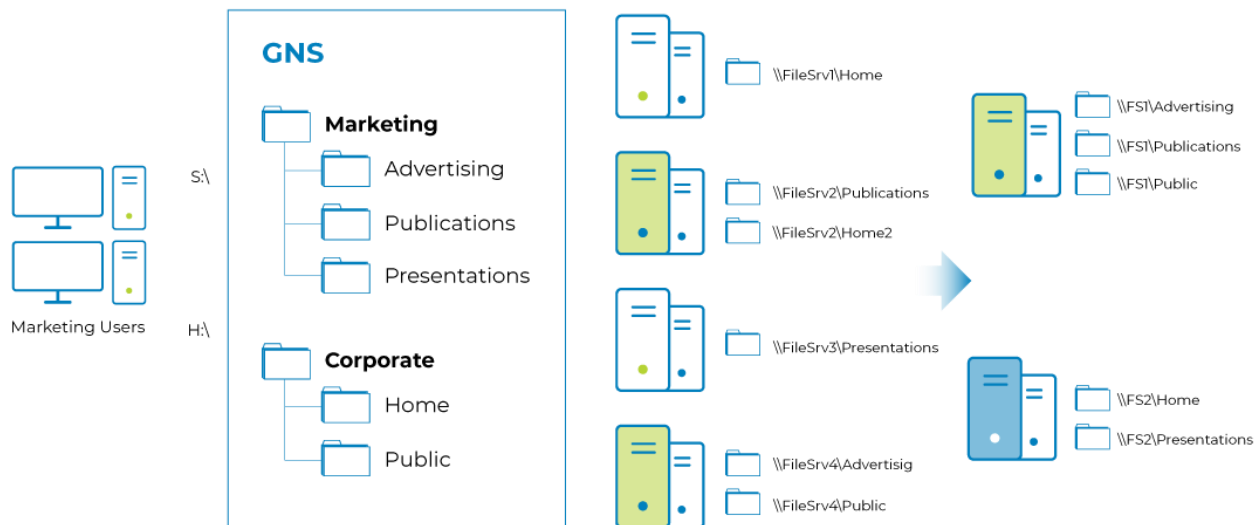 GNS
Marketing
Advertising
Publications
Presentations
Corporate
Home
Public
S:\
H:\
Marketing Users
\\FileSrv1\Home
\\FileSrv2\Publications
\\FileSrv2\Home2
\\FileSrv3\Presentations
\\FileSrv4\Advertisig
\\FileSrv4\Public
\\FS1\Advertising
\\FS1\Publications
\\FS1\Public
\\FS2\Home
\\FS2\Presentations